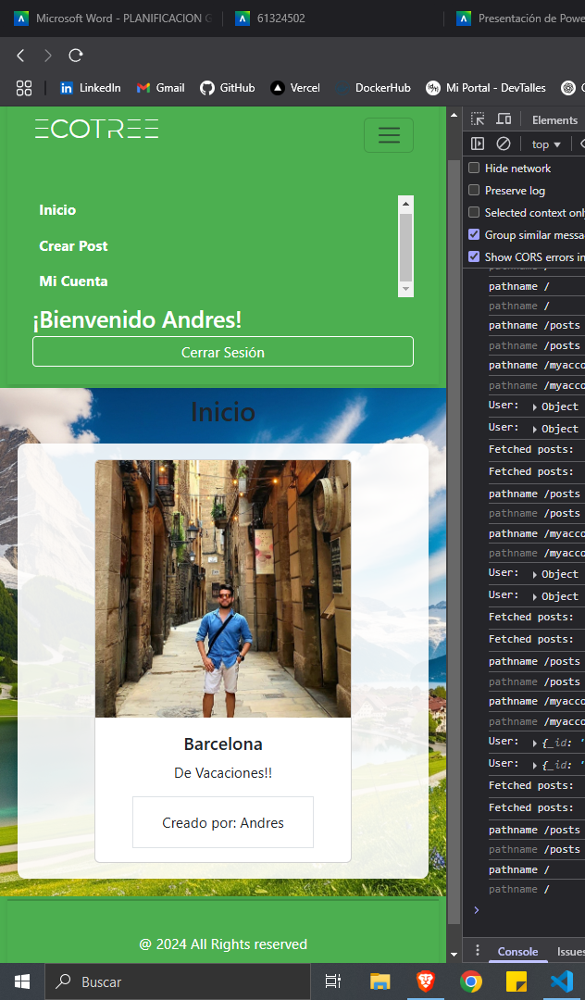 Microsoft Word - PLANIFICACION G
61324502
Presentación de Powe
LinkedIn
Gmail
GitHub
Vercel
DockerHub
Mi Portal - DevTalles
ECOTREE
Elements
top
Hide network
Preserve log
Selected context only
Group similar messa
Show CORS errors in
Inicio
Crear Post
Mi Cuenta
¡Bienvenido Andres!
Cerrar Sesión
Inicio
Barcelona
De Vacaciones!!
Creado por: Andres
@ 2024 All Rights reserved
pathname /
pathname /
pathname /
pathname /posts
pathname /posts
pathname /myacco
pathname /myacco
User: Object
User: Object
Fetched posts:
Fetched posts:
pathname /posts
pathname /posts
pathname /myacco
pathname /myacco
User: Object
User: Object
Fetched posts:
Fetched posts:
pathname /posts
pathname /posts
pathname /myacco
pathname /myacco
User: {_id: '
User: {_id: '
Fetched posts:
Fetched posts:
pathname /posts
pathname /posts
pathname /
pathname /
Console
Issues
Buscar